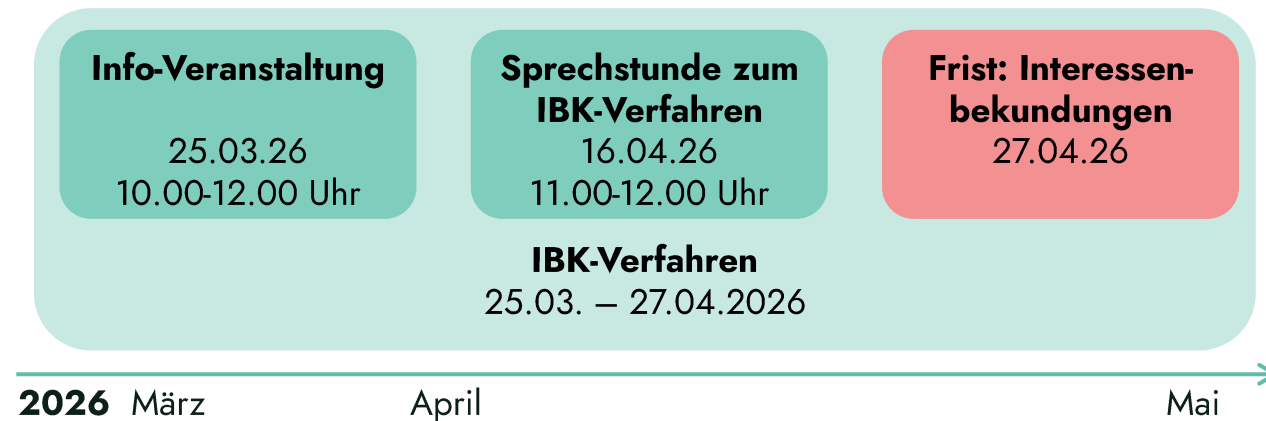 Info-Veranstaltung
25.03.26
10.00-12.00 Uhr
Sprechstunde zum
IBK-Verfahren
16.04.26
11.00-12.00 Uhr
Frist: Interessen-
bekundungen
27.04.26
IBK-Verfahren
25.03. – 27.04.2026
2026 März April Mai